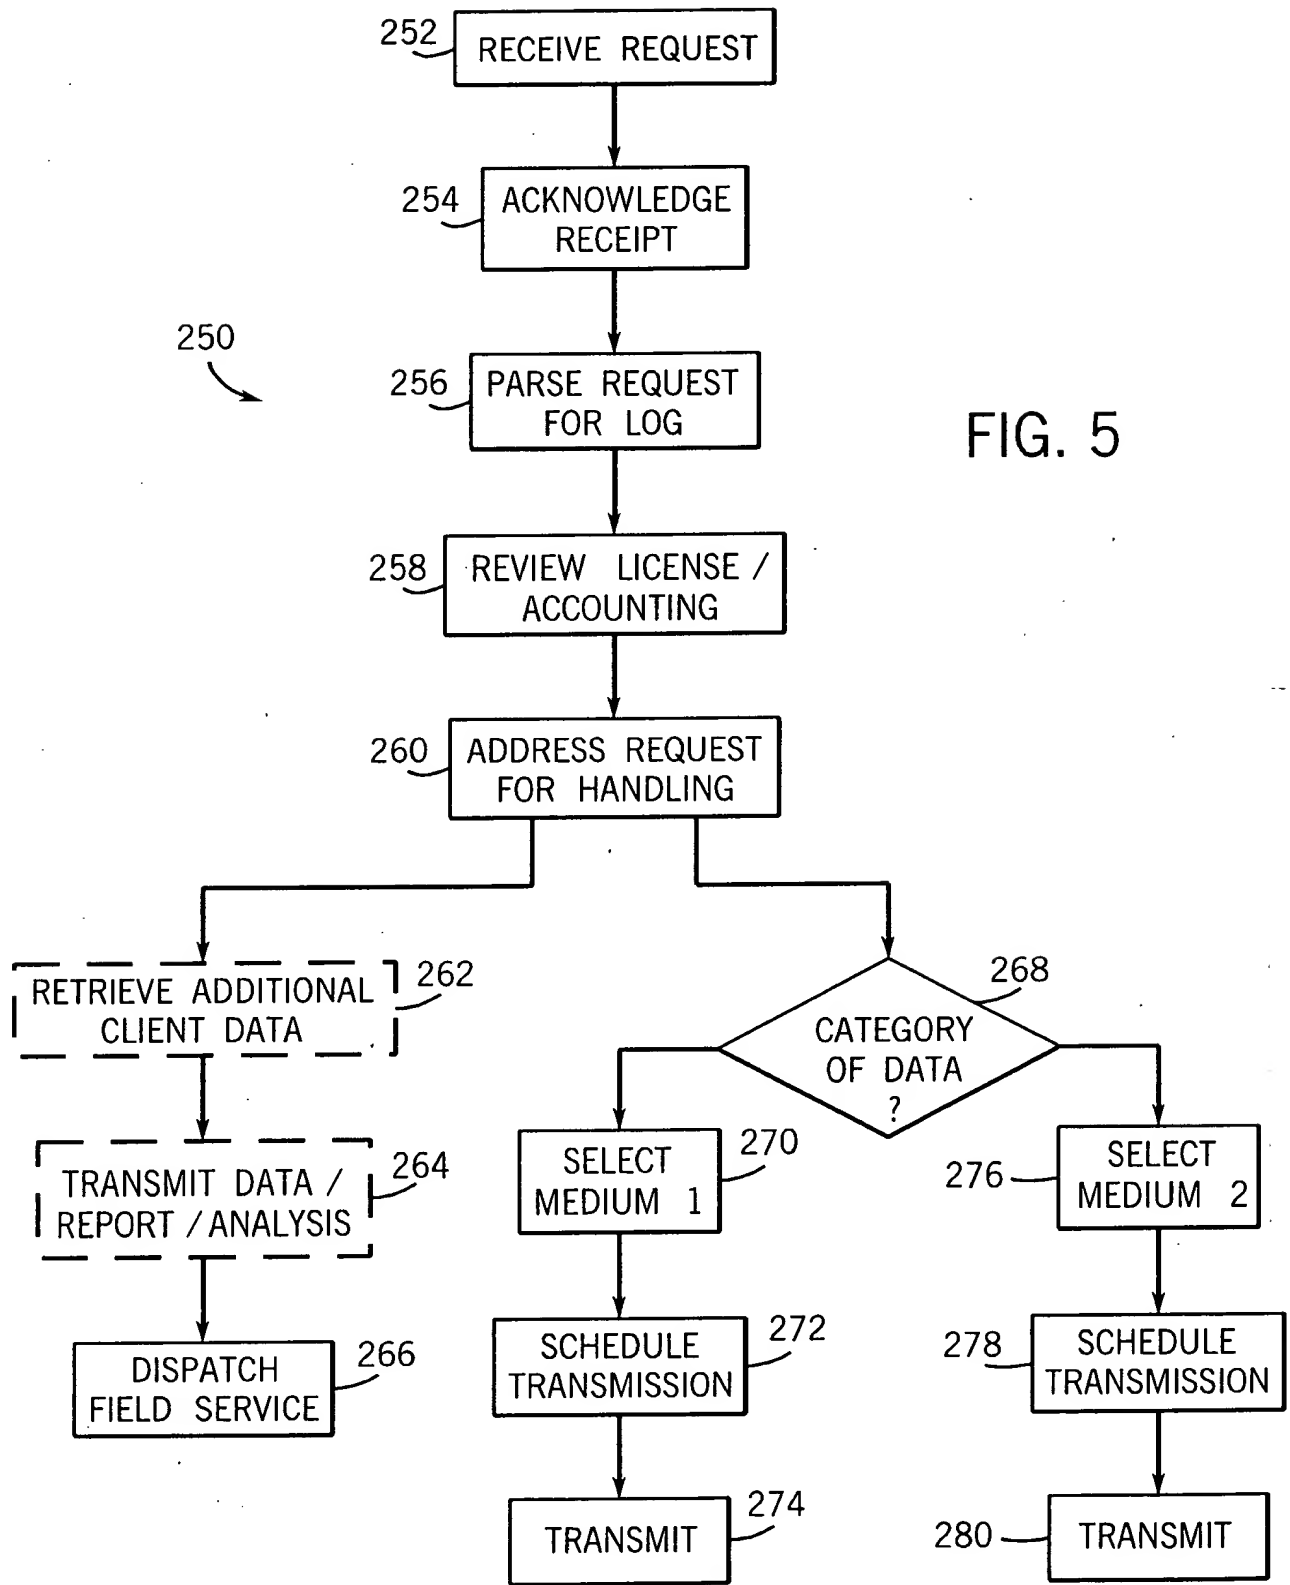 252
RECEIVE REQUEST
254
ACKNOWLEDGE
RECEIPT
250
256
PARSE REQUEST
FOR LOG
FIG. 5
258
REVIEW LICENSE /
ACCOUNTING
260
ADDRESS REQUEST
FOR HANDLING
RETRIEVE ADDITIONAL
CLIENT DATA
262
TRANSMIT DATA /
REPORT / ANALYSIS
264
DISPATCH
FIELD SERVICE
266
268
CATEGORY
OF DATA
?
SELECT
MEDIUM 1
270
SCHEDULE
TRANSMISSION
272
TRANSMIT
274
276
SELECT
MEDIUM 2
278
SCHEDULE
TRANSMISSION
280
TRANSMIT